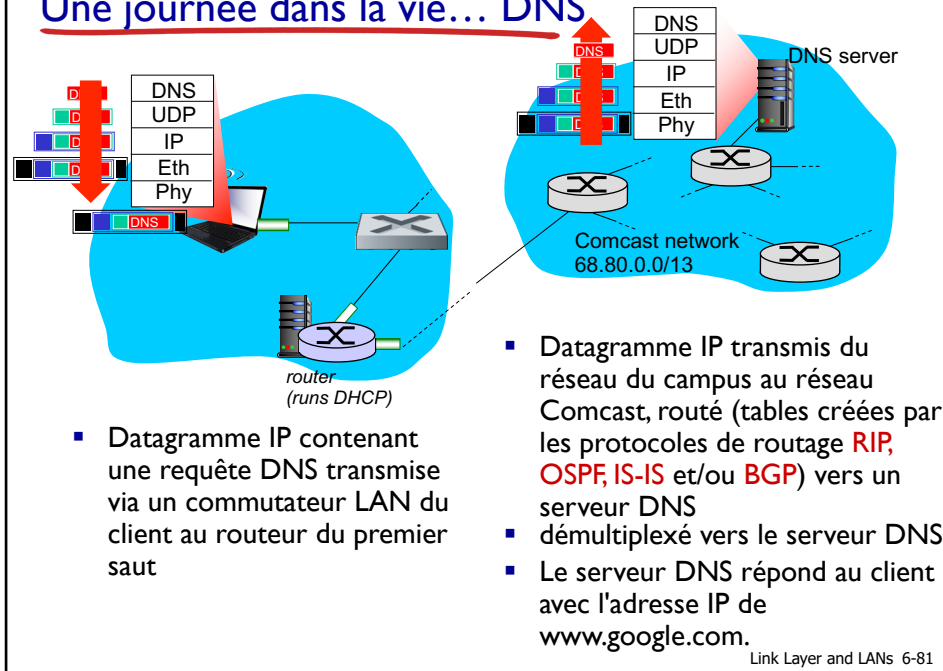 Une journée dans la vie… DNS
DNS
UDP
IP
Eth
Phy
DNS
DNS
DNS
UDP
IP
Eth
Phy
DNS server
Comcast network
68.80.0.0/13
router
(runs DHCP)
▪ Datagramme IP contenant
une requête DNS transmise
via un commutateur LAN du
client au routeur du premier
saut
▪ Datagramme IP transmis du
réseau du campus au réseau
Comcast, routé (tables créées par
les protocoles de routage RIP,
OSPF, IS-IS et/ou BGP) vers un
serveur DNS
▪ démultiplexé vers le serveur DNS
▪ Le serveur DNS répond au client
avec l'adresse IP de
www.google.com.
Link Layer and LANs 6-81